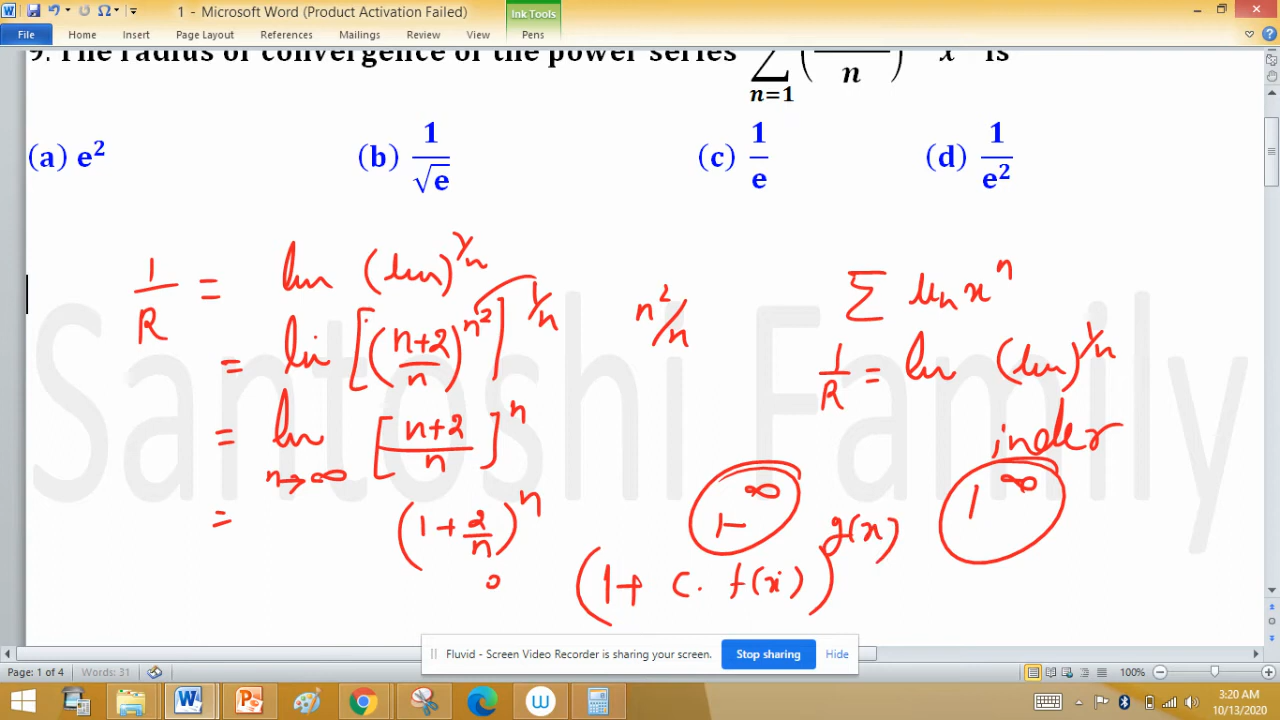 1 - Microsoft Word (Product Activation Failed)
Ink Tools
File Home Insert Page Layout References Mailings Review View Pens
9. The radius of convergence of the power series ∑ n=1 ( n ) x is
(a) e² (b) 1/√e (c) 1/e (d) 1/e²
1/R = lim (un)^1/n
= lim [((n+2)/n)^n²]^1/n n²/n
∑ un x^n
1/R = lim (un)^1/n
= lim n→∞ [(n+2)/n]^n
inder
1^∞ 1^∞
= (1+2/n)^n
0
(1+ c. f(x))^g(x)
Santoshi Family
Fluvid - Screen Video Recorder is sharing your screen. Stop sharing Hide
Page: 1 of 4 Words: 31 100%
3:20 AM
10/13/2020